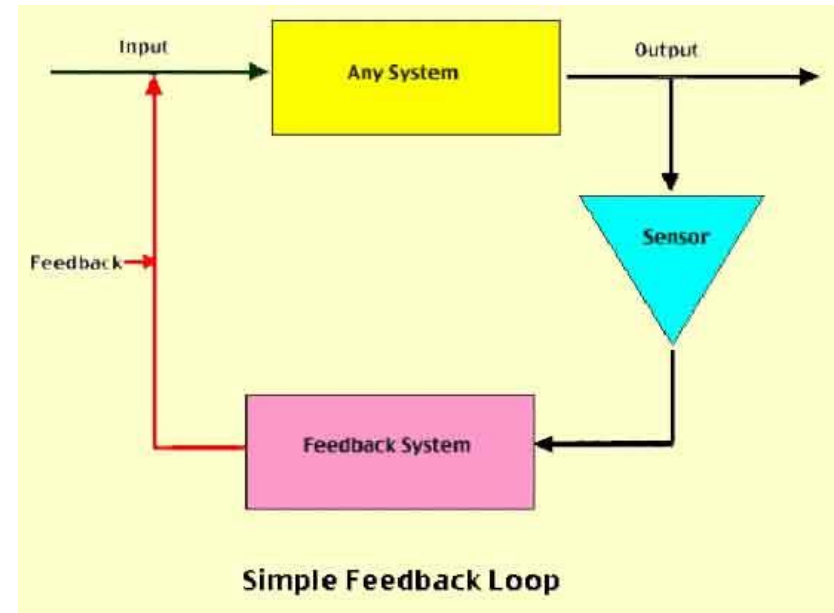 Input
Output
Any System
Sensor
Feedback
Feedback System
Simple Feedback Loop